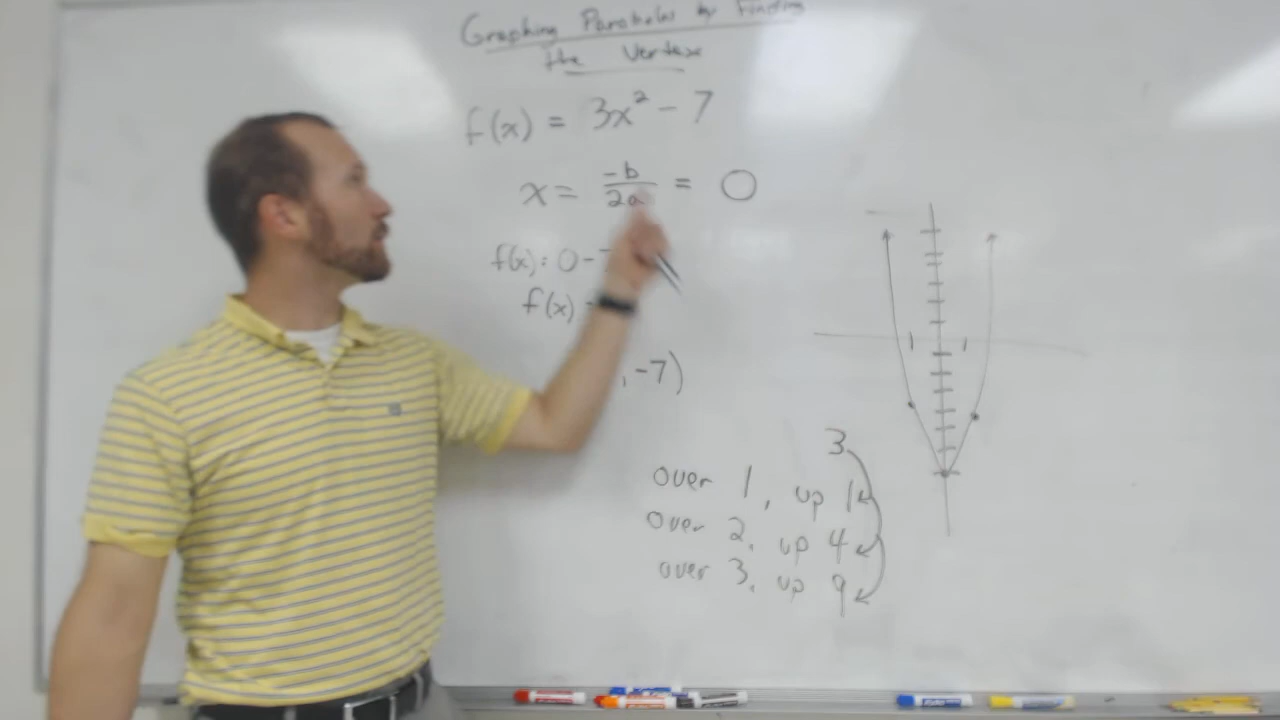 Graphing Parabolas by Finding
the Vertex
f(x) = 3x² - 7
x = -b/2a = 0
f(x): 0 -
f(x)
, -7)
3
over 1, up 1
over 2, up 4
over 3, up 9